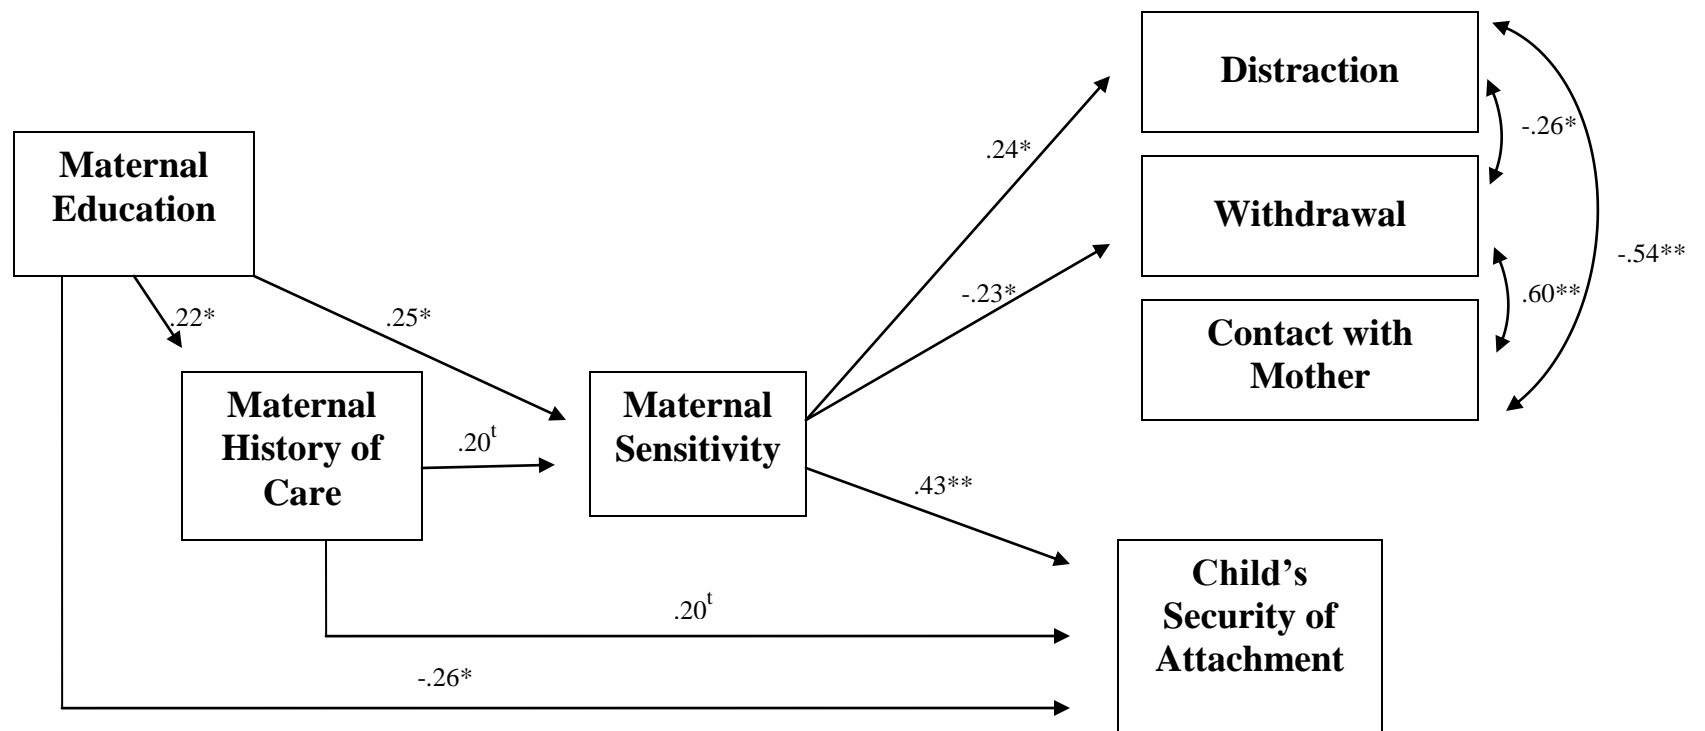 Distraction
-.26*
.24*
Maternal
Education
Withdrawal
-.54**
-.23*
.60**
.22*
.25*
Contact with
Mother
Maternal
History of
Care
.20t
Maternal
Sensitivity
.43**
Child’s
Security of
Attachment
.20t
-.26*